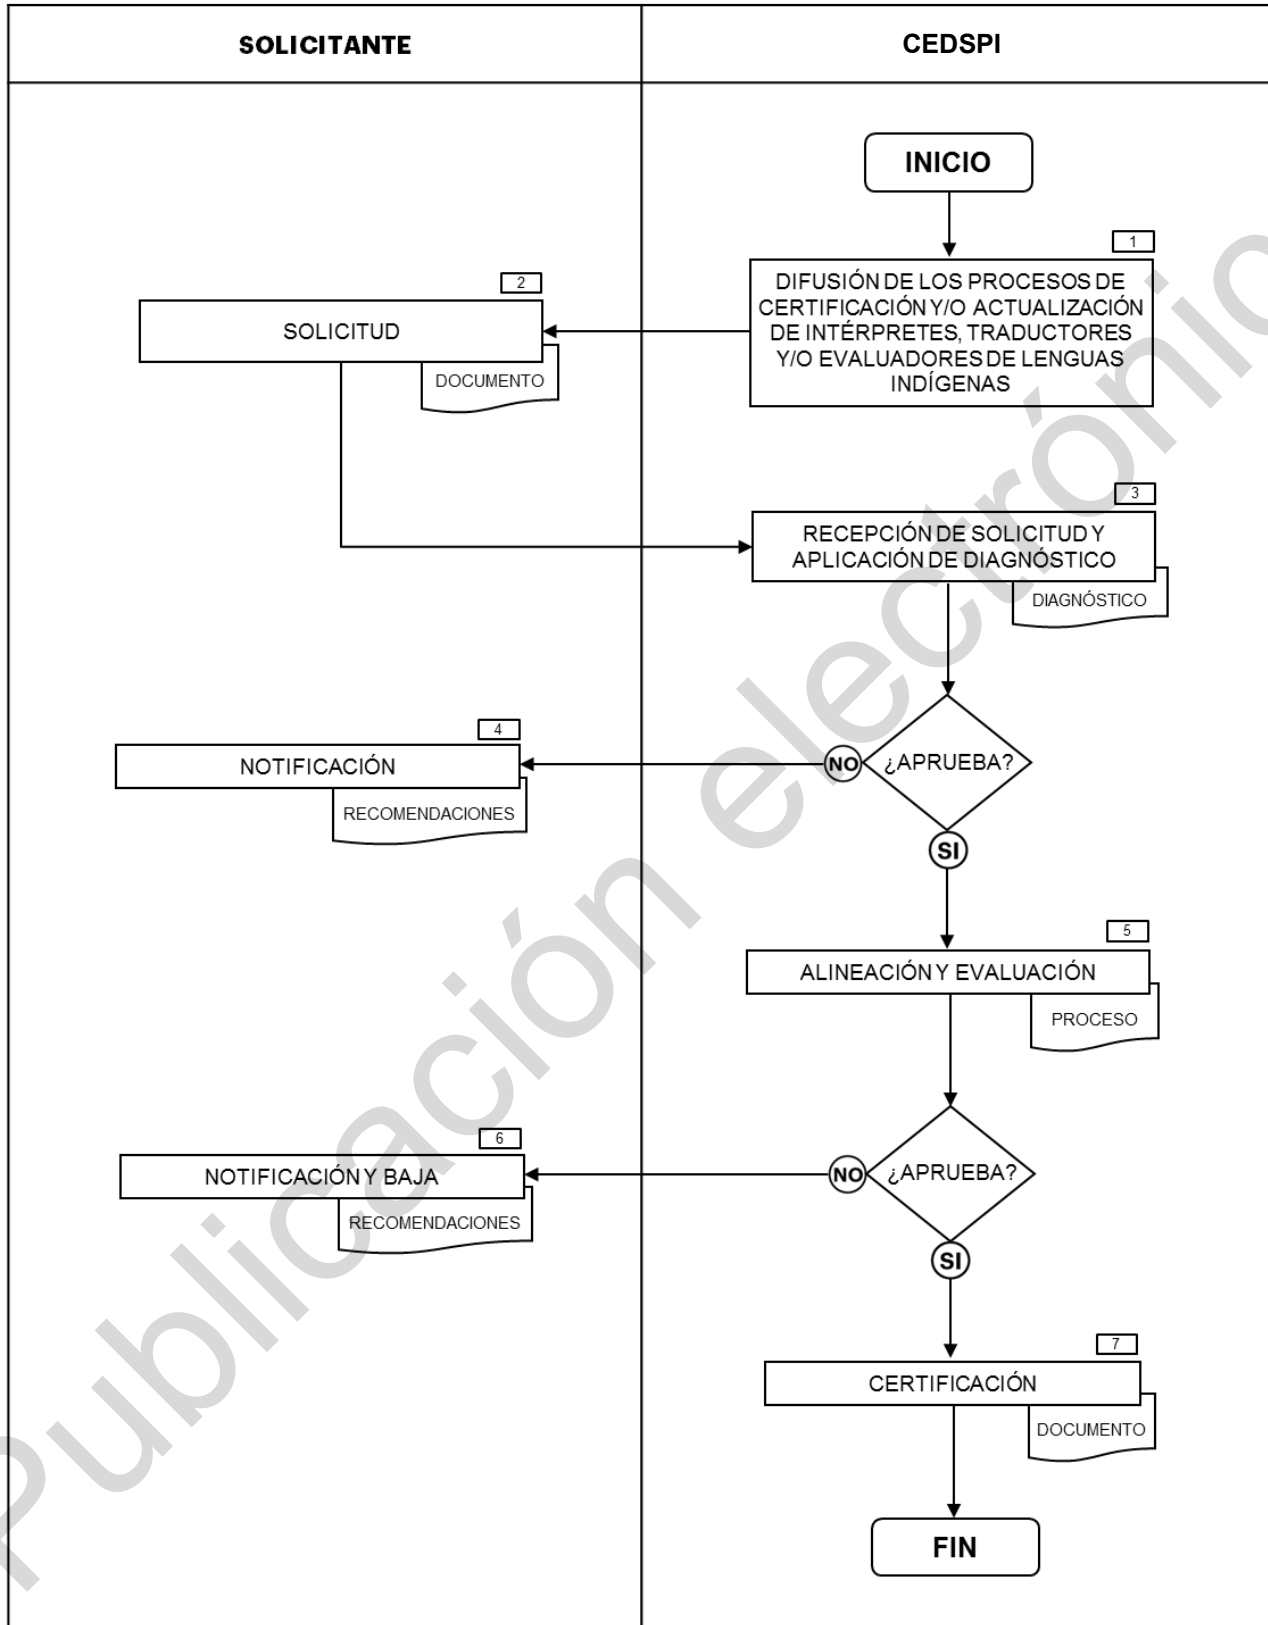 SOLICITANTE
CEDSPI
INICIO
1
DIFUSIÓN DE LOS PROCESOS DE
CERTIFICACIÓN Y/O ACTUALIZACIÓN
DE INTÉRPRETES, TRADUCTORES
Y/O EVALUADORES DE LENGUAS
INDÍGENAS
2
SOLICITUD
DOCUMENTO
3
RECEPCIÓN DE SOLICITUD Y
APLICACIÓN DE DIAGNÓSTICO
DIAGNÓSTICO
¿APRUEBA?
NO
4
NOTIFICACIÓN
RECOMENDACIONES
SI
5
ALINEACIÓN Y EVALUACIÓN
PROCESO
¿APRUEBA?
NO
6
NOTIFICACIÓN Y BAJA
RECOMENDACIONES
SI
7
CERTIFICACIÓN
DOCUMENTO
FIN
Publicación electrónic